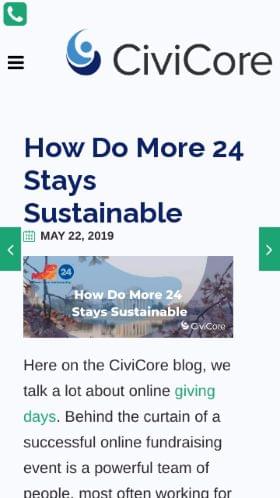 CiviCore
How Do More 24
Stays
Sustainable
MAY 22, 2019
24
How Do More 24
Stays Sustainable
CiviCore
Here on the CiviCore blog, we
talk a lot about online giving
days. Behind the curtain of a
successful online fundraising
event is a powerful team of
people, most often working for